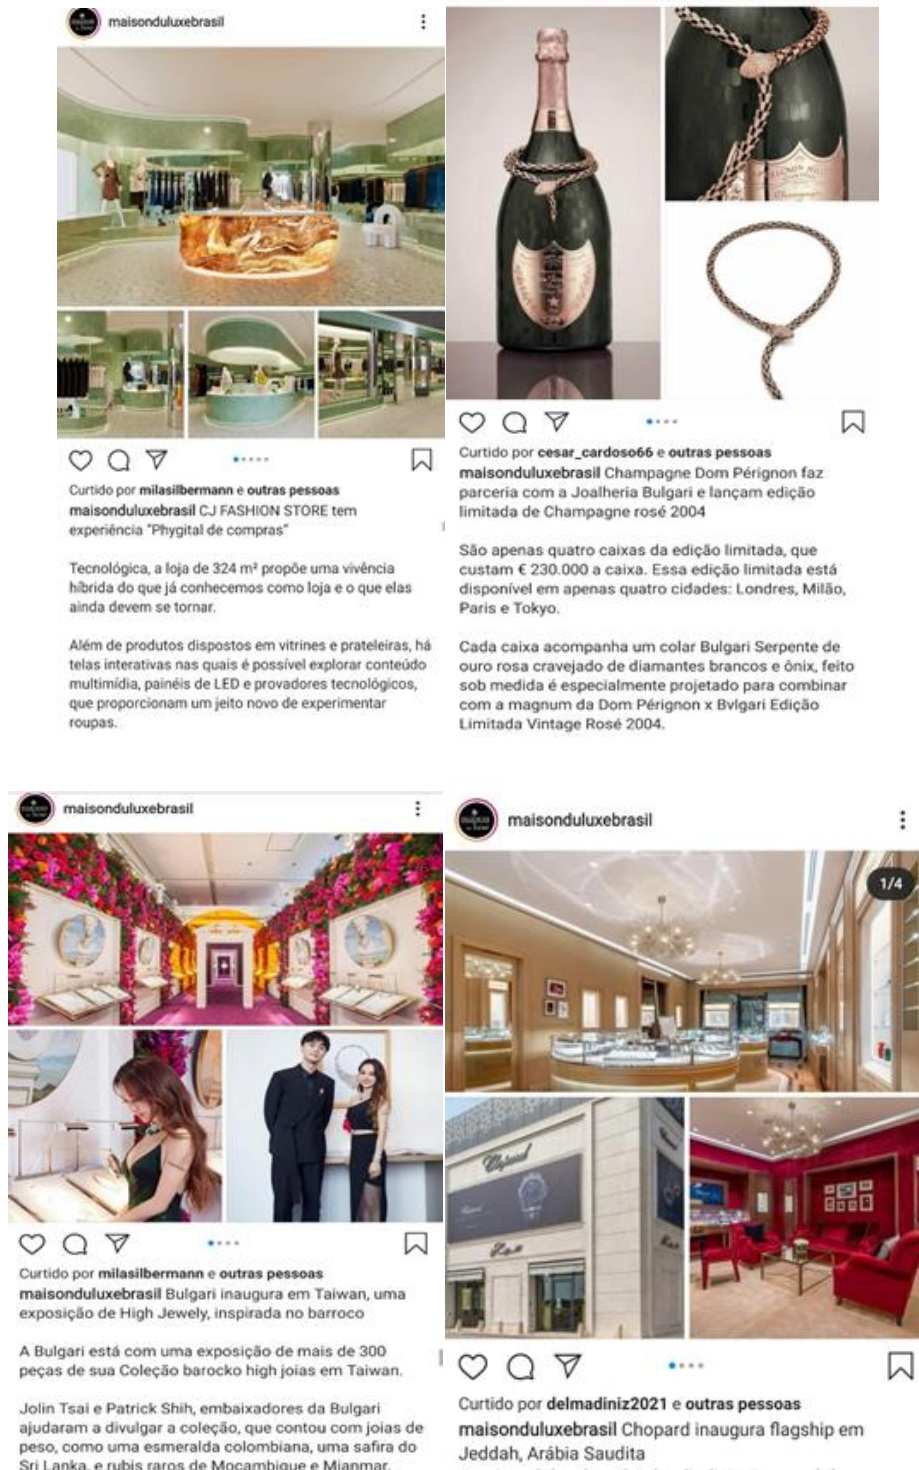 maisonduluxebrasil
Curtido por milasilbermann e outras pessoas
maisonduluxebrasil CJ FASHION STORE tem
experiência "Phygital de compras"
Tecnológica, a loja de 324 m² propõe uma vivência
híbrida do que já conhecemos como loja e o que elas
ainda devem se tornar.
Além de produtos dispostos em vitrines e prateleiras, há
telas interativas nas quais é possível explorar conteúdo
multimídia, painéis de LED e provadores tecnológicos,
que proporcionam um jeito novo de experimentar
roupas.
Curtido por cesar_cardoso66 e outras pessoas
maisonduluxebrasil Champagne Dom Pérignon faz
parceria com a Joalheria Bulgari e lançam edição
limitada de Champagne rosé 2004
São apenas quatro caixas da edição limitada, que
custam € 230.000 a caixa. Essa edição limitada está
disponível em apenas quatro cidades: Londres, Milão,
Paris e Tokyo.
Cada caixa acompanha um colar Bulgari Serpente de
ouro rosa cravejado de diamantes brancos e ônix, feito
sob medida é especialmente projetado para combinar
com a magnum da Dom Pérignon x Bvlgari Edição
Limitada Vintage Rosé 2004.
maisonduluxebrasil
Curtido por milasilbermann e outras pessoas
maisonduluxebrasil Bulgari inaugura em Taiwan, uma
exposição de High Jewely, inspirada no barroco
A Bulgari está com uma exposição de mais de 300
peças de sua Coleção barocko high joias em Taiwan.
Jolin Tsai e Patrick Shih, embaixadores da Bulgari
ajudaram a divulgar a coleção, que contou com joias de
peso, como uma esmeralda colombiana, uma safira do
Sri Lanka, e rubis raros de Moçambique e Mianmar.
maisonduluxebrasil
1/4
Chopard
Curtido por delmadiniz2021 e outras pessoas
maisonduluxebrasil Chopard inaugura flagship em
Jeddah, Arábia Saudita